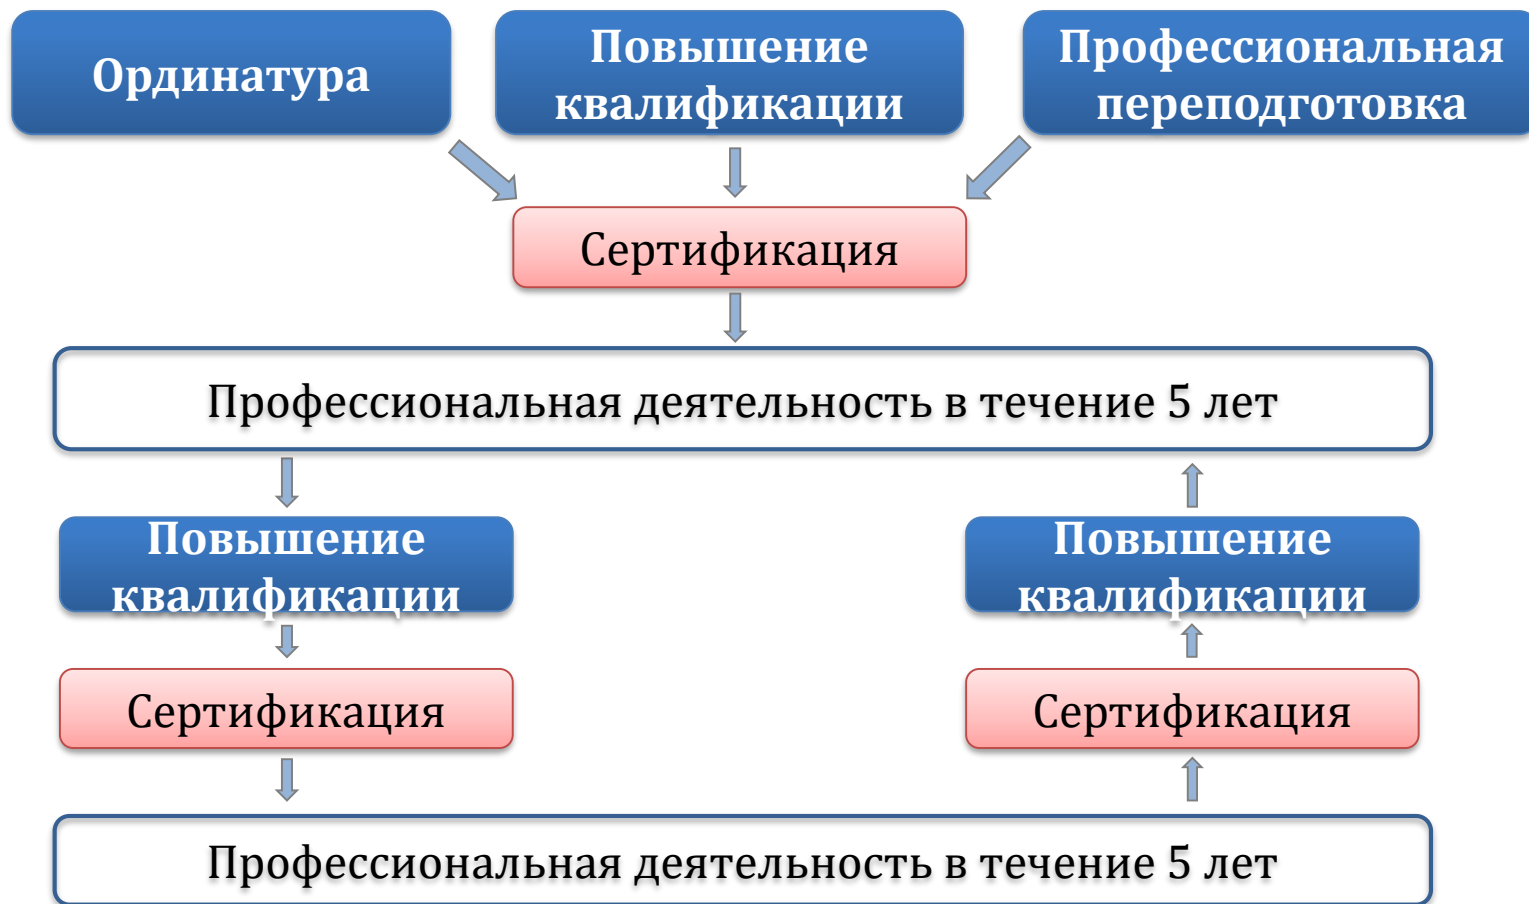 Ординатура
Повышение
квалификации
Профессиональная
переподготовка
Сертификация
Профессиональная деятельность в течение 5 лет
Повышение
квалификации
Повышение
квалификации
Сертификация
Сертификация
Профессиональная деятельность в течение 5 лет